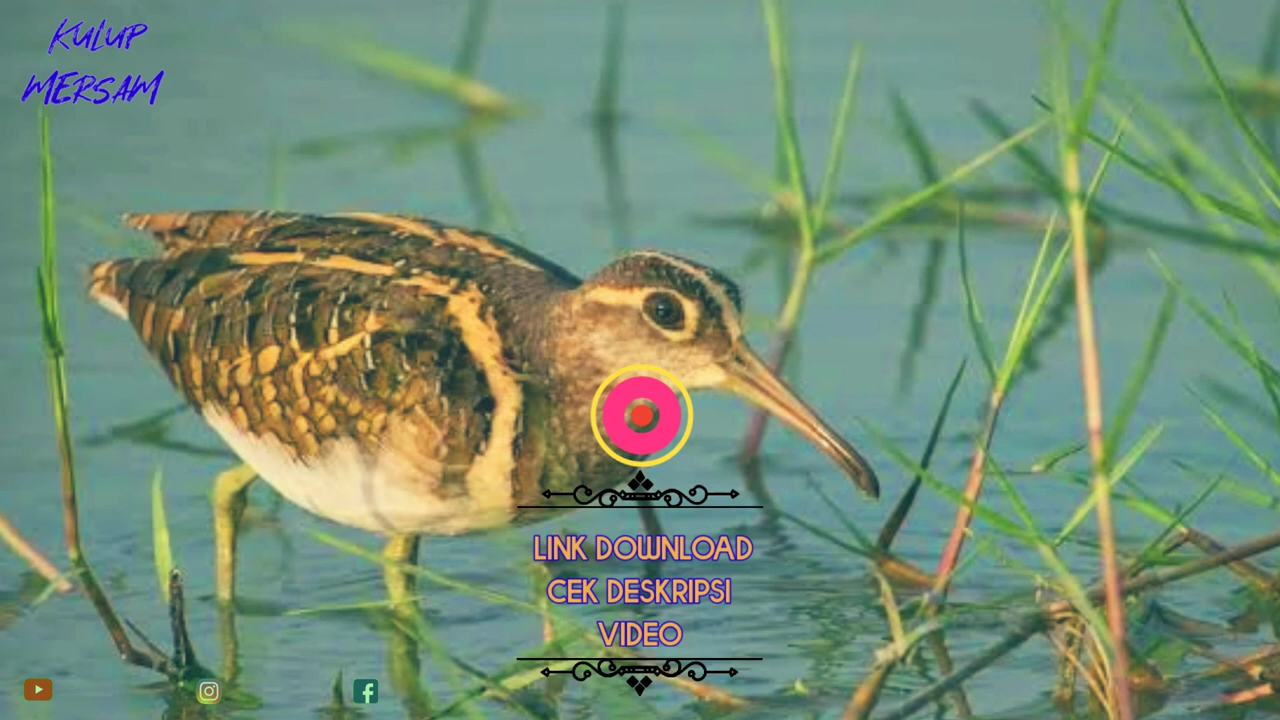 KULUP
MERSAM
LINK DOWNLOAD
CEK DESKRIPSI
VIDEO